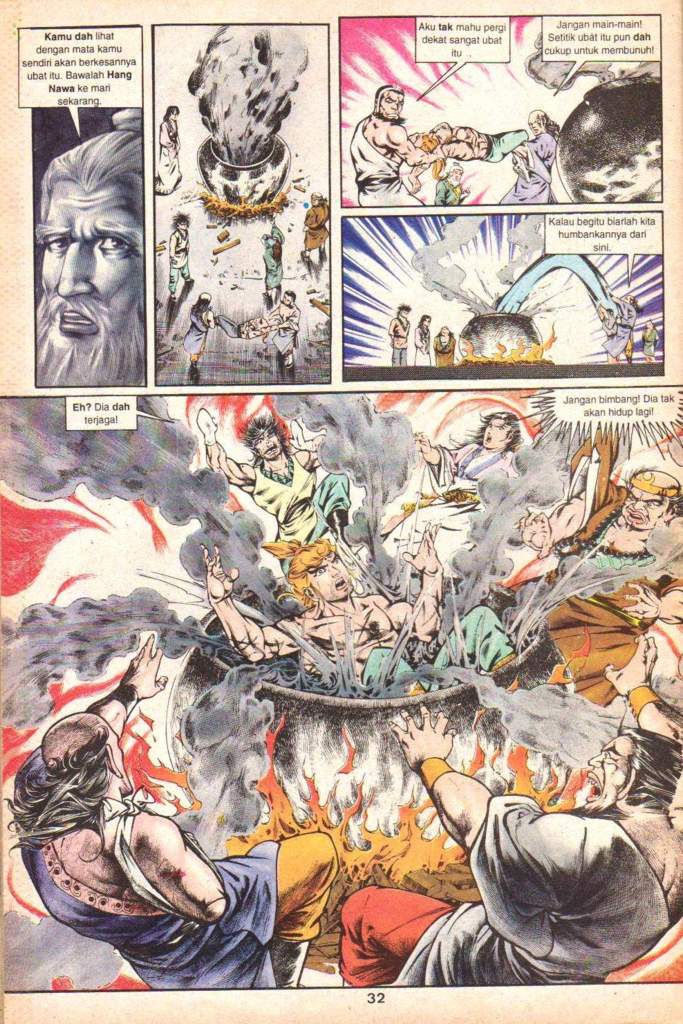 Kamu dah lihat
dengan mata kamu
sendiri akan berkesannya
ubat itu. Bawalah Hang
Nawa ke mari
sekarang.
Aku tak mahu pergi
dekat sangat ubat
itu ...
Jangan main-main!
Setitik ubat itu pun dah
cukup untuk membunuh!
Kalau begitu biarlah kita
humbankannya dari
sini.
Eh? Dia dah
terjaga!
Jangan bimbang! Dia tak
akan hidup lagi!
32